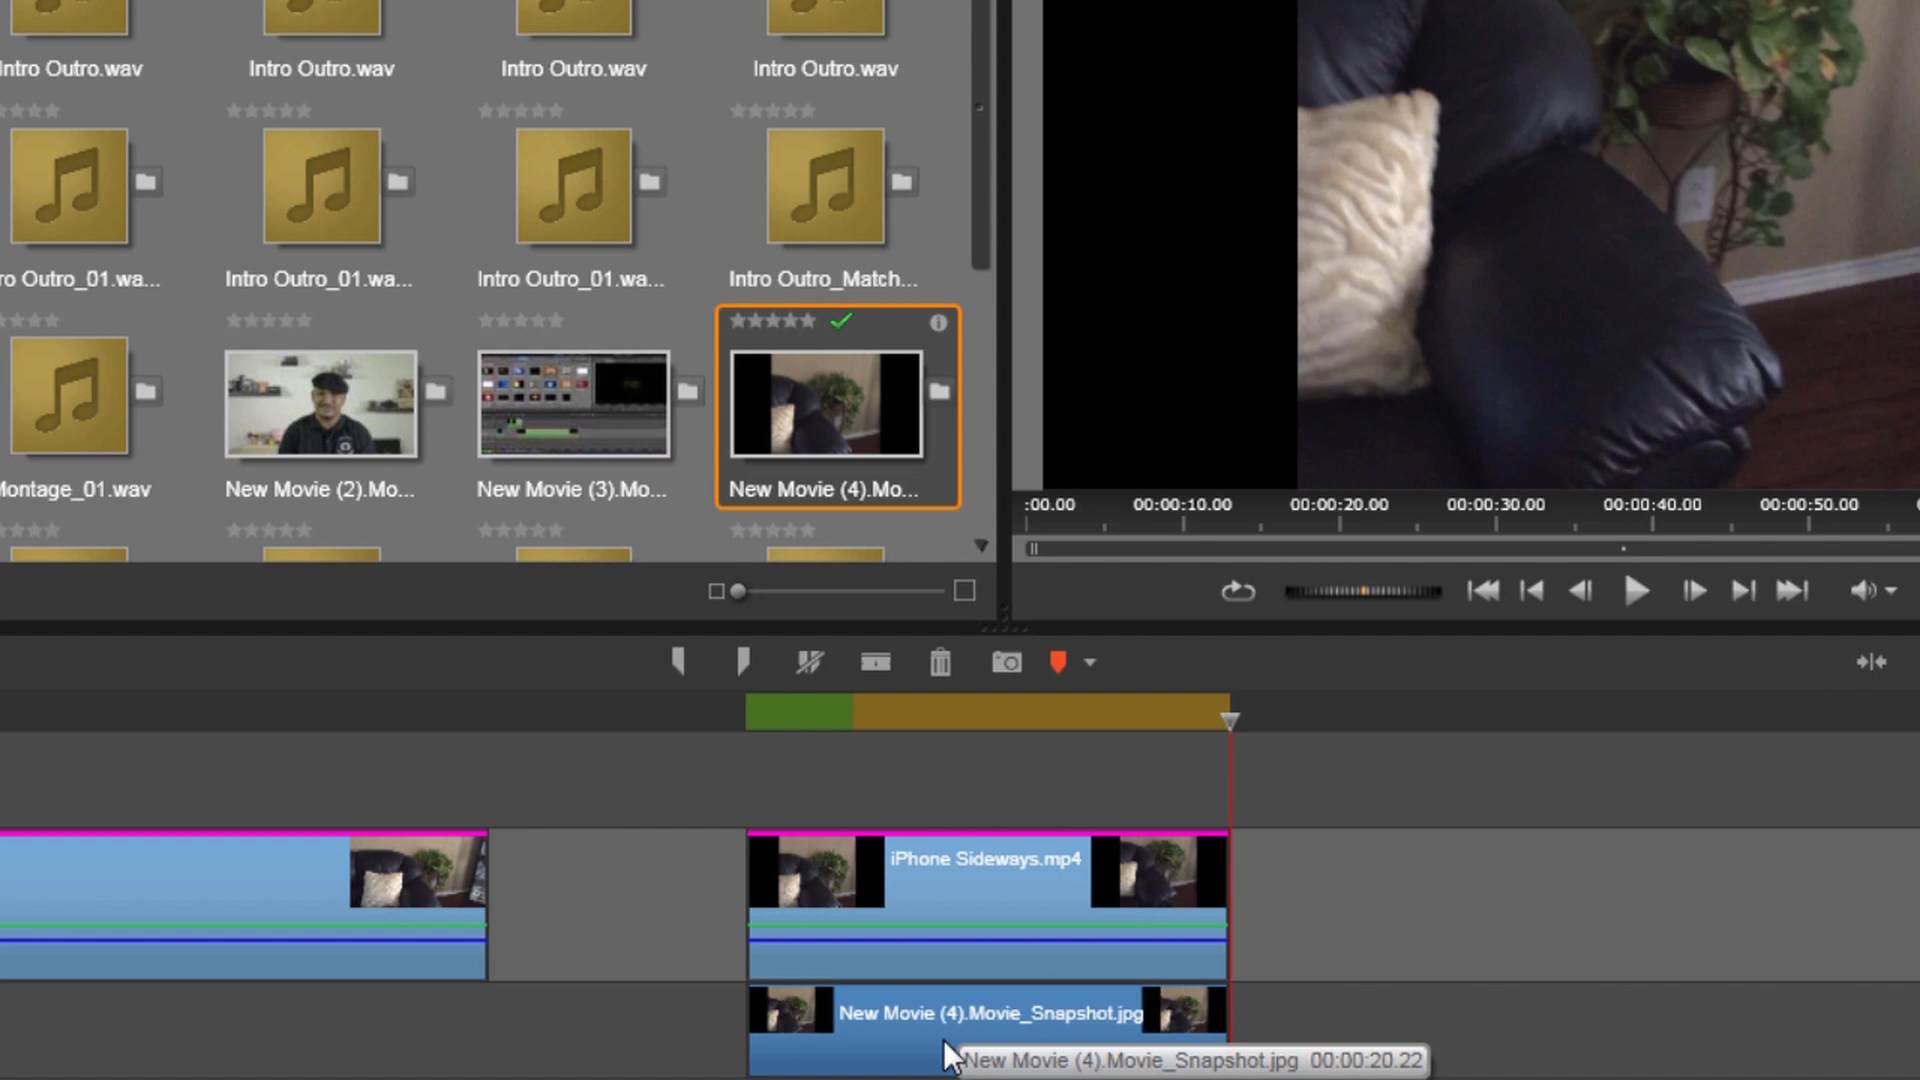 Intro Outro.wav
Intro Outro.wav
Intro Outro.wav
Intro Outro.wav
ro Outro_01.wa...
Intro Outro_01.wa...
Intro Outro_01.wa...
Intro Outro_Match...
Montage_01.wav
New Movie (2).Mo...
New Movie (3).Mo...
New Movie (4).Mo...
:00.00
00:00:10.00
00:00:20.00
00:00:30.00
00:00:40.00
00:00:50.00
iPhone Sideways.mp4
New Movie (4).Movie_Snapshot.jpg
New Movie (4).Movie_Snapshot.jpg 00:00:20.22